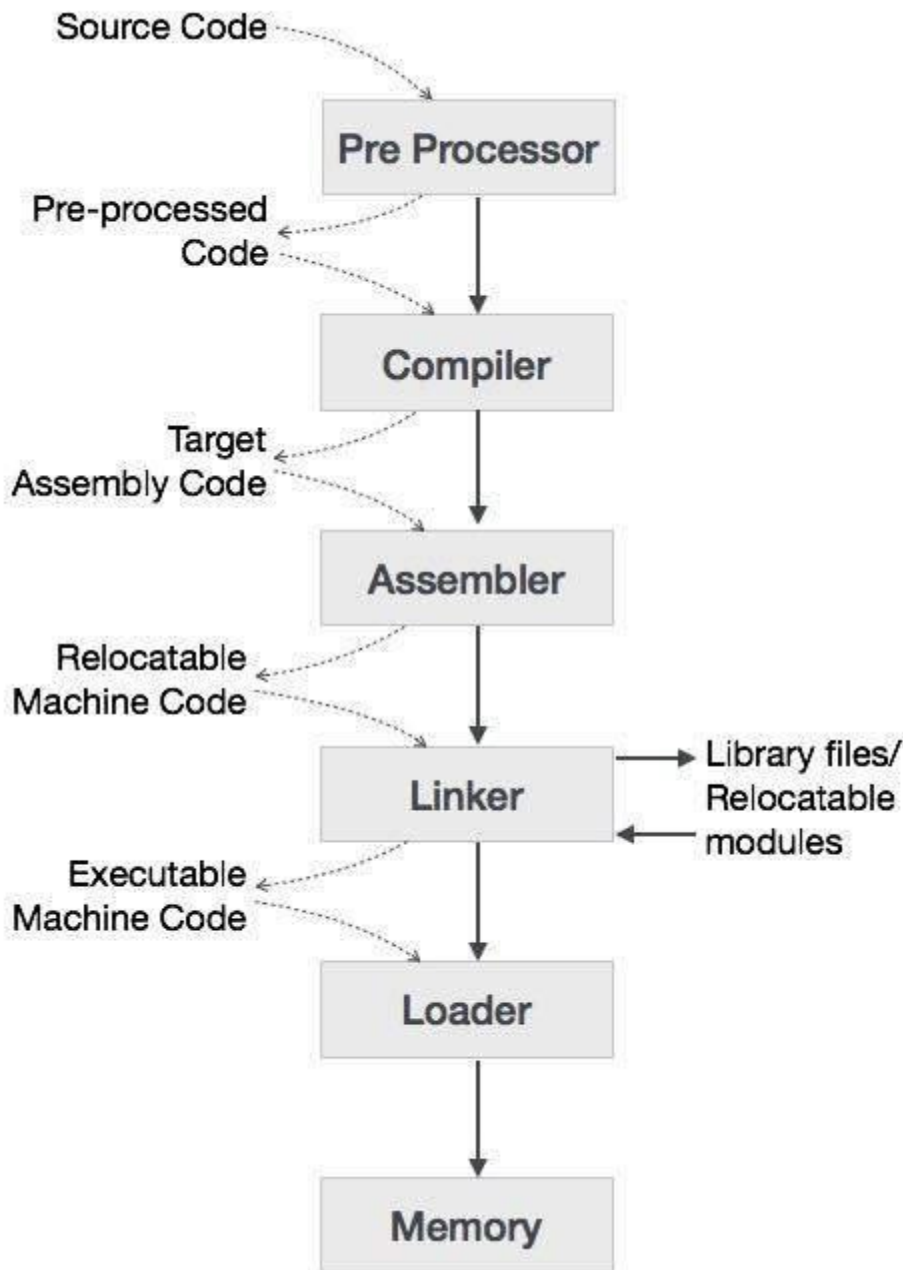 Source Code
Pre Processor
Pre-processed
Code
Compiler
Target
Assembly Code
Assembler
Relocatable
Machine Code
Linker
Library files/
Relocatable
modules
Executable
Machine Code
Loader
Memory